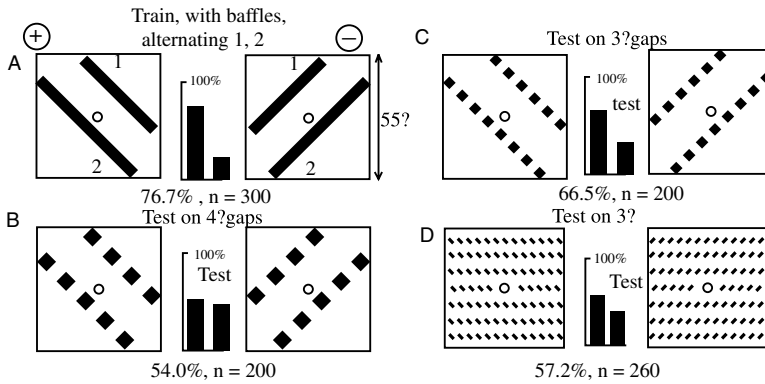 Train, with baffles,
alternating 1, 2
+
−
A
1
2
100%
1
2
55?
76.7% , n = 300
B
Test on 4?gaps
100%
Test
54.0%, n = 200
C
Test on 3?gaps
100%
test
66.5%, n = 200
D
Test on 3?
100%
Test
57.2%, n = 260